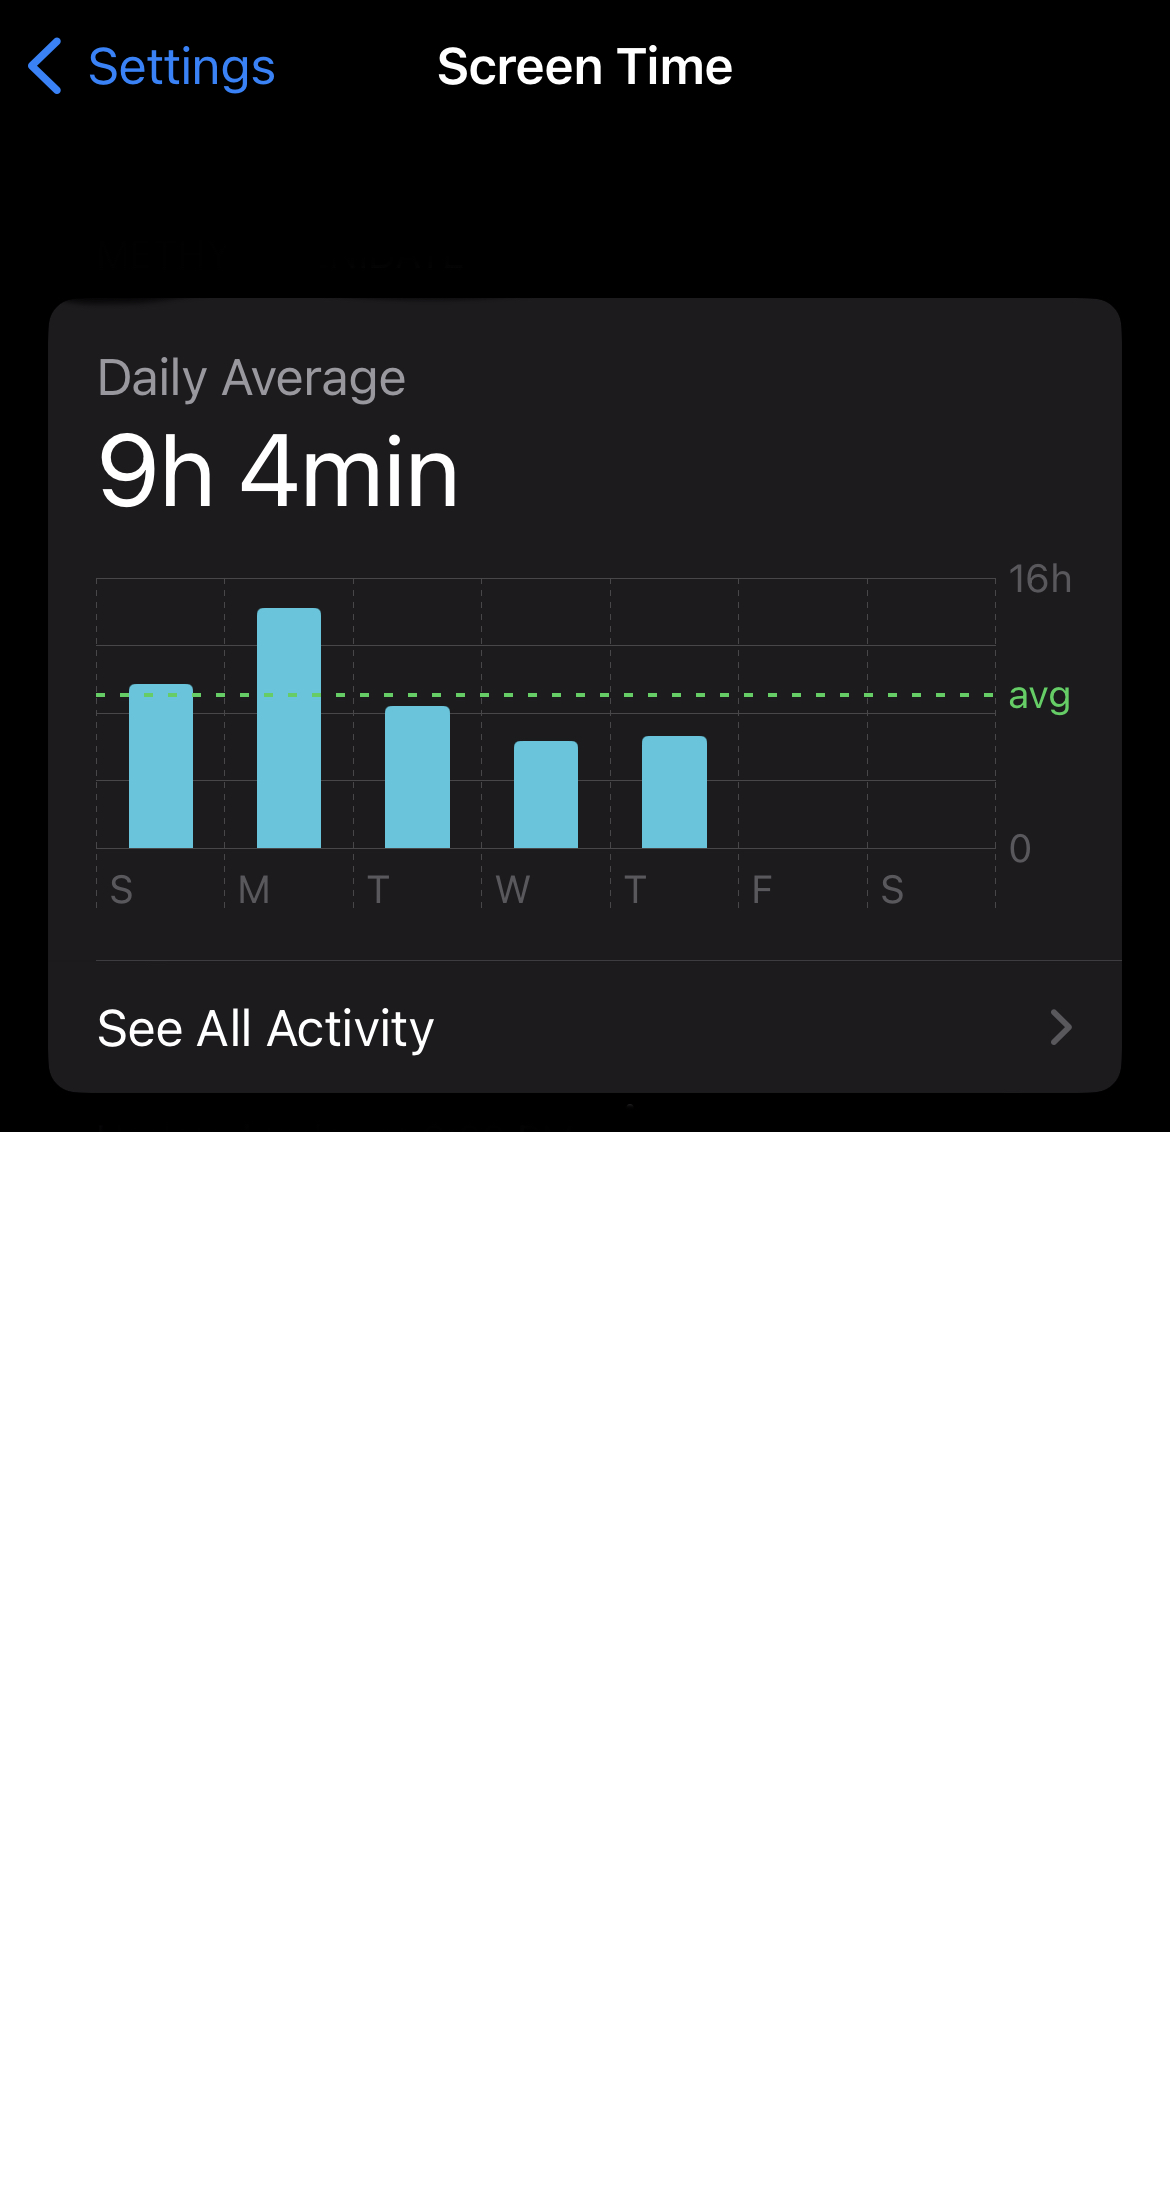 Settings
Screen Time
Daily Average
9h 4min
16h
avg
0
S M T W T F S
See All Activity